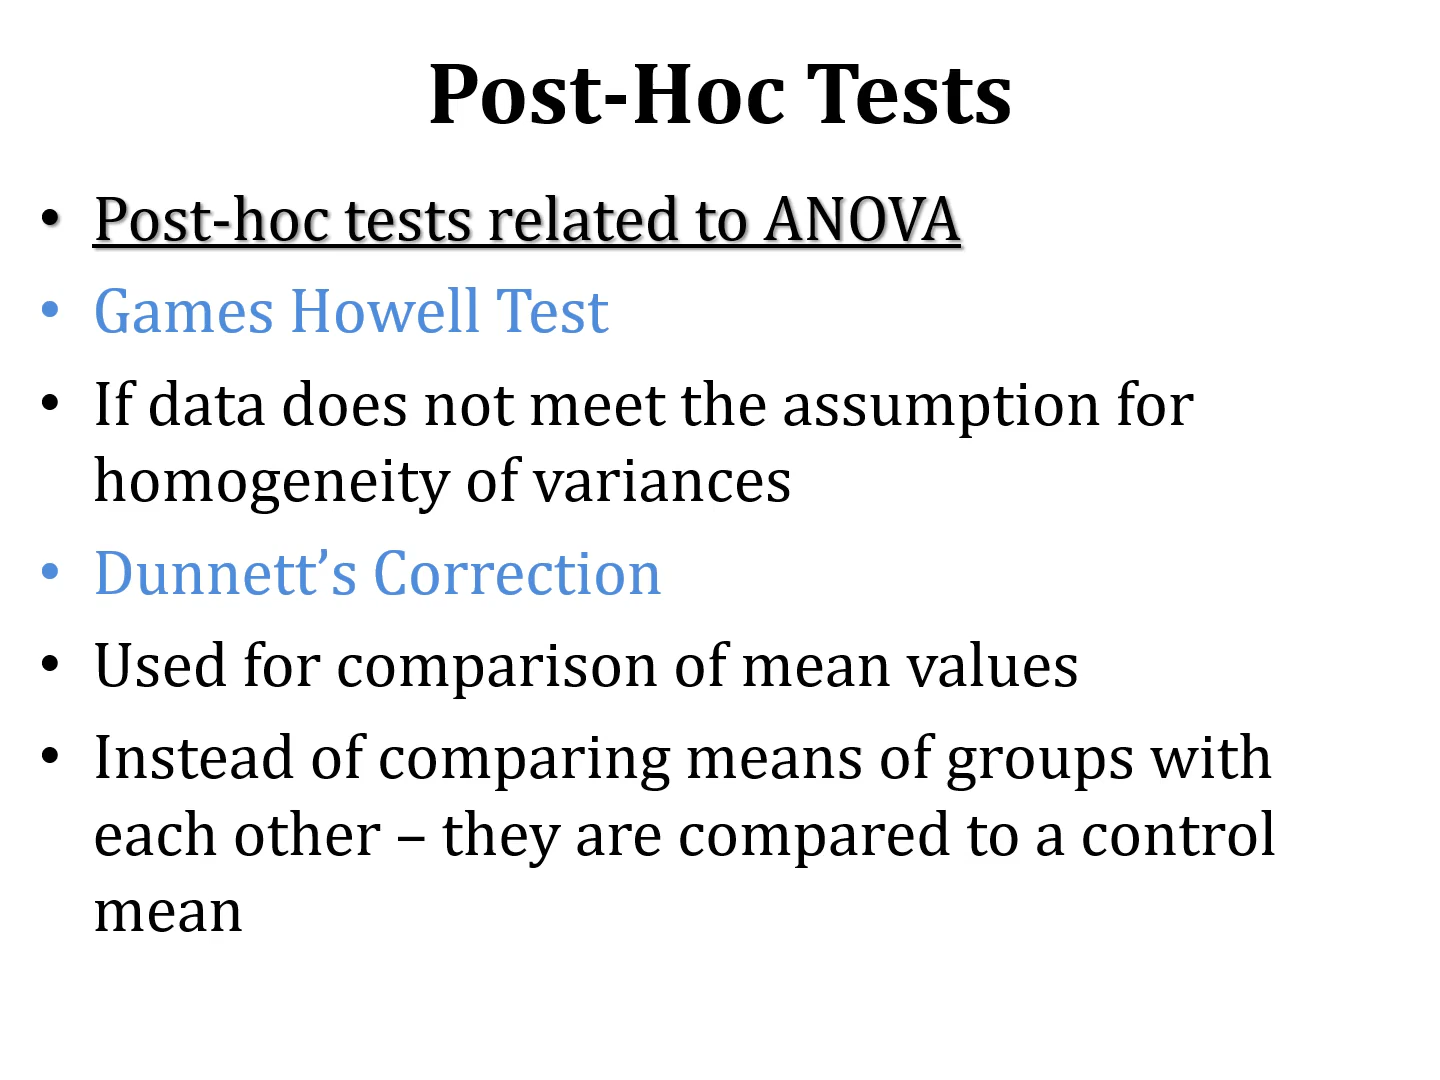 Post-Hoc Tests
• Post-hoc tests related to ANOVA
• Games Howell Test
• If data does not meet the assumption for
homogeneity of variances
• Dunnett’s Correction
• Used for comparison of mean values
• Instead of comparing means of groups with
each other – they are compared to a control
mean